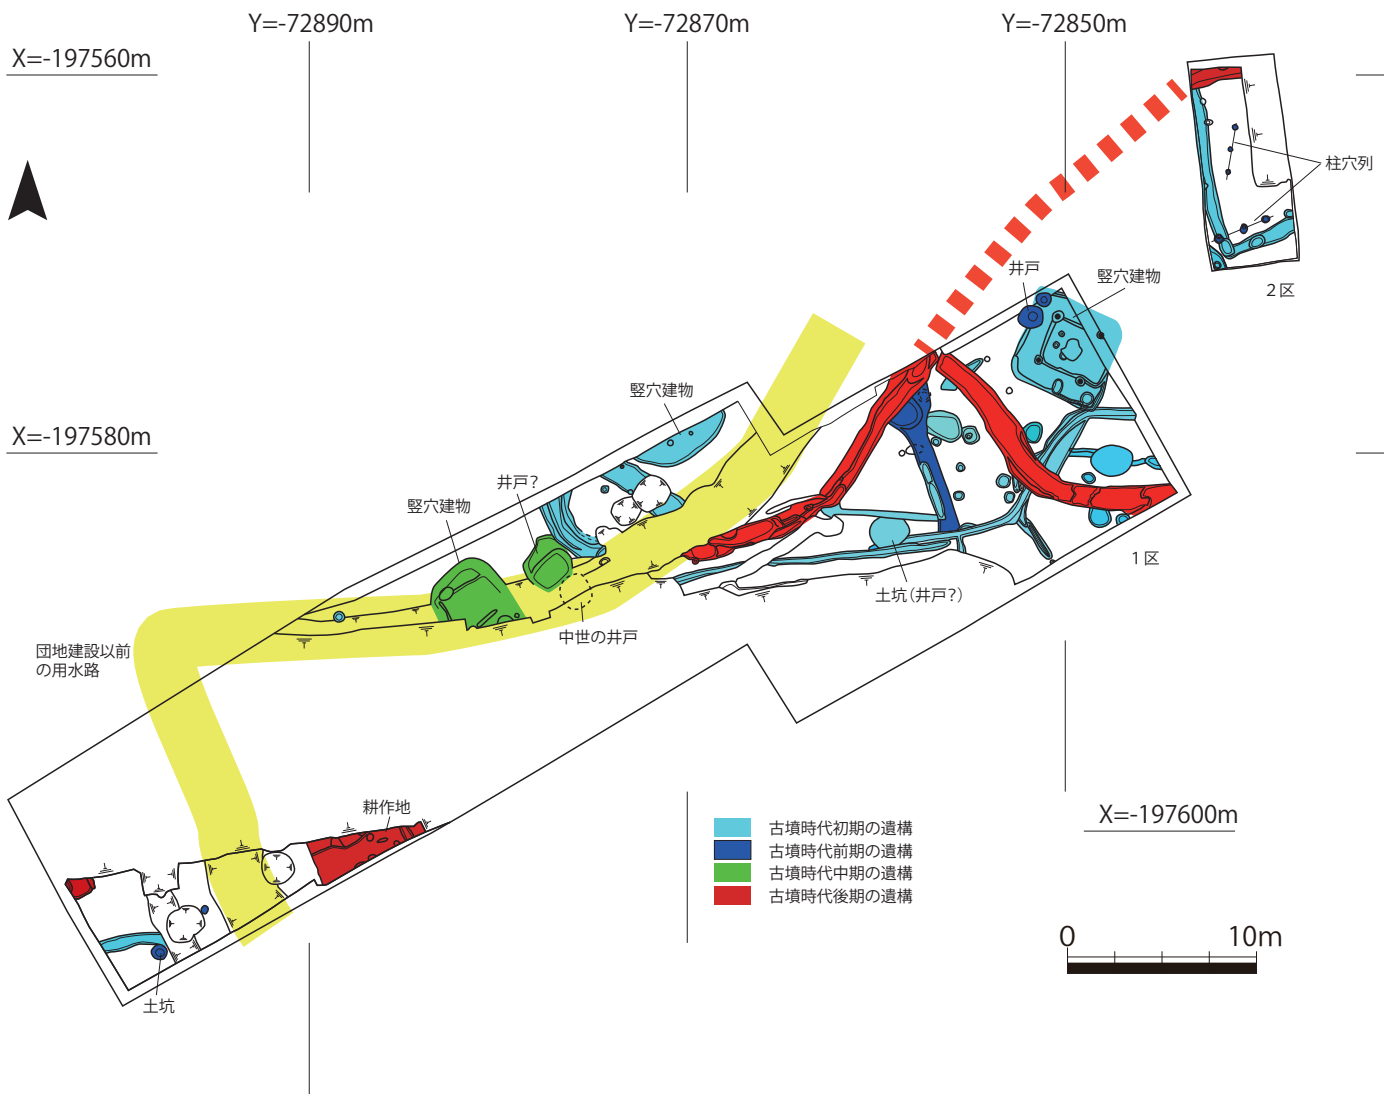 Y=-72890m
Y=-72870m
Y=-72850m
X=-197560m
柱穴列
井戸
竪穴建物
2区
竪穴建物
X=-197580m
井戸?
竪穴建物
1区
土坑(井戸?)
中世の井戸
団地建設以前
の用水路
耕作地
X=-197600m
古墳時代初期の遺構
古墳時代前期の遺構
古墳時代中期の遺構
古墳時代後期の遺構
0 10m
土坑